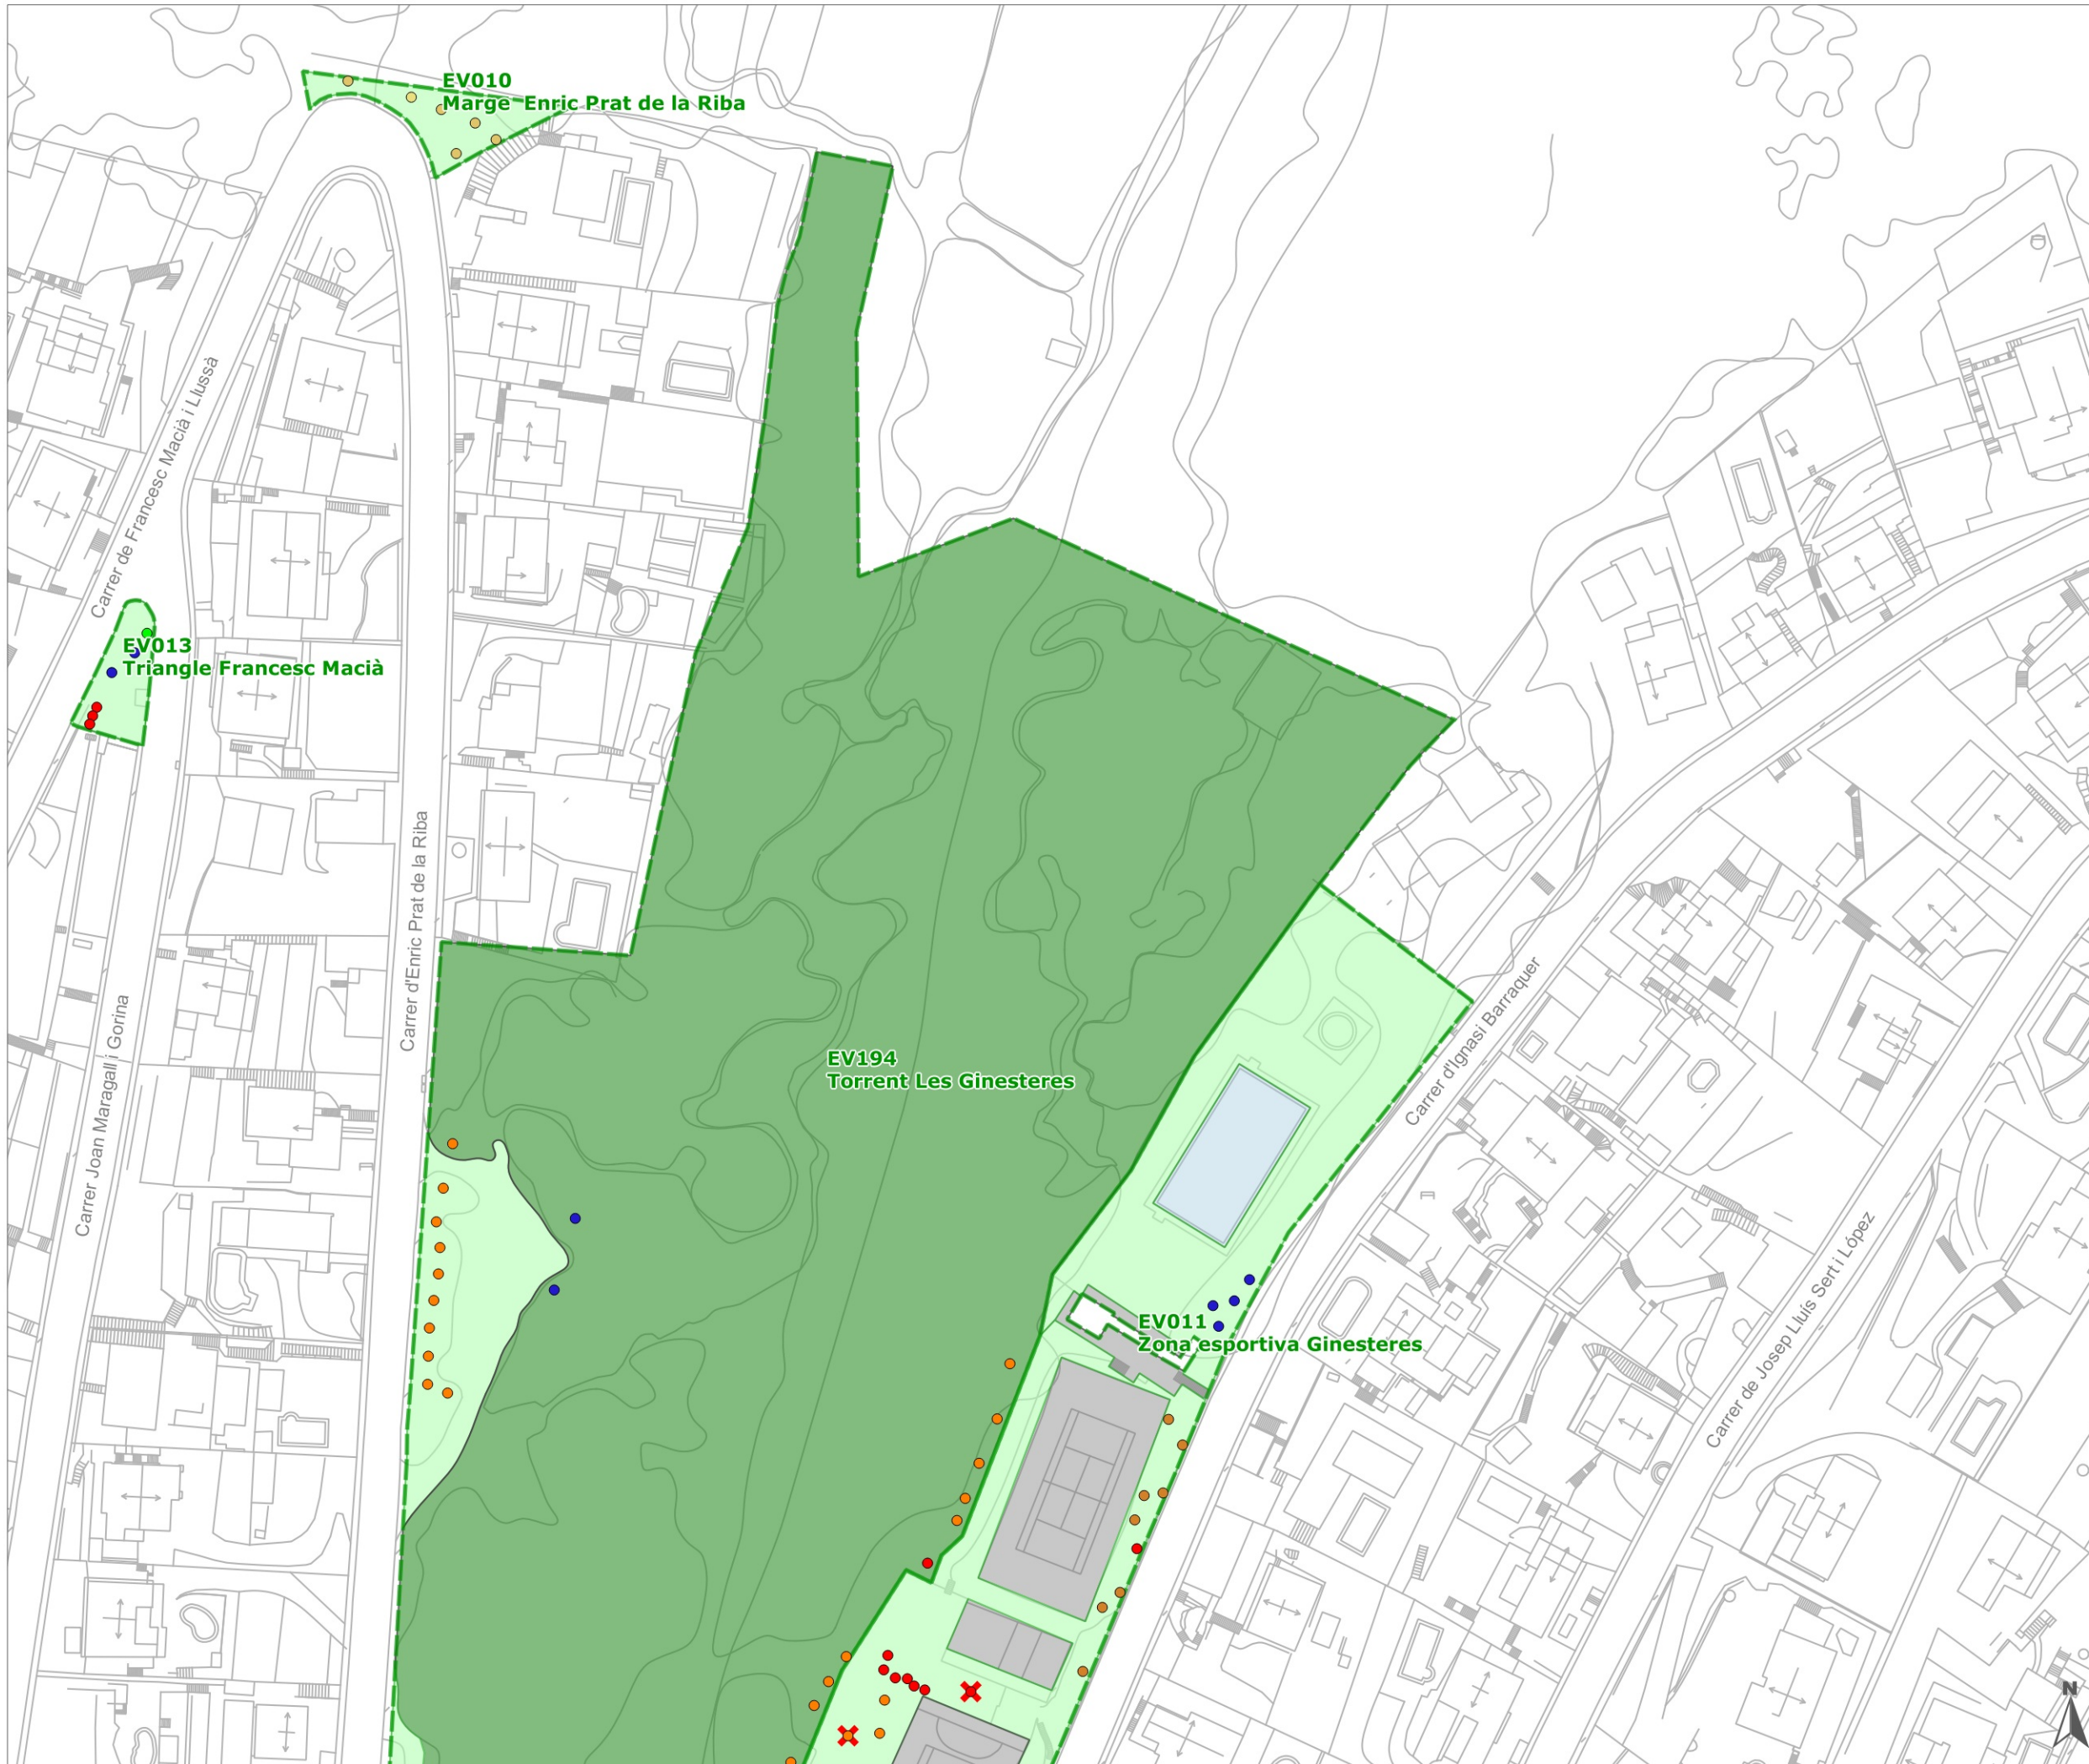 EV010
Marge Enric Prat de la Riba
Carrer de Francesc Macià i Llussà
EV013
Triangle Francesc Macià
Carrer d'Enric Prat de la Riba
Carrer Joan Maragall i Gorina
EV194
Torrent Les Ginesteres
Carrer d'Ignasi Barraquer
EV011
Zona esportiva Ginesteres
Carrer de Josep Lluís Sert i López
N